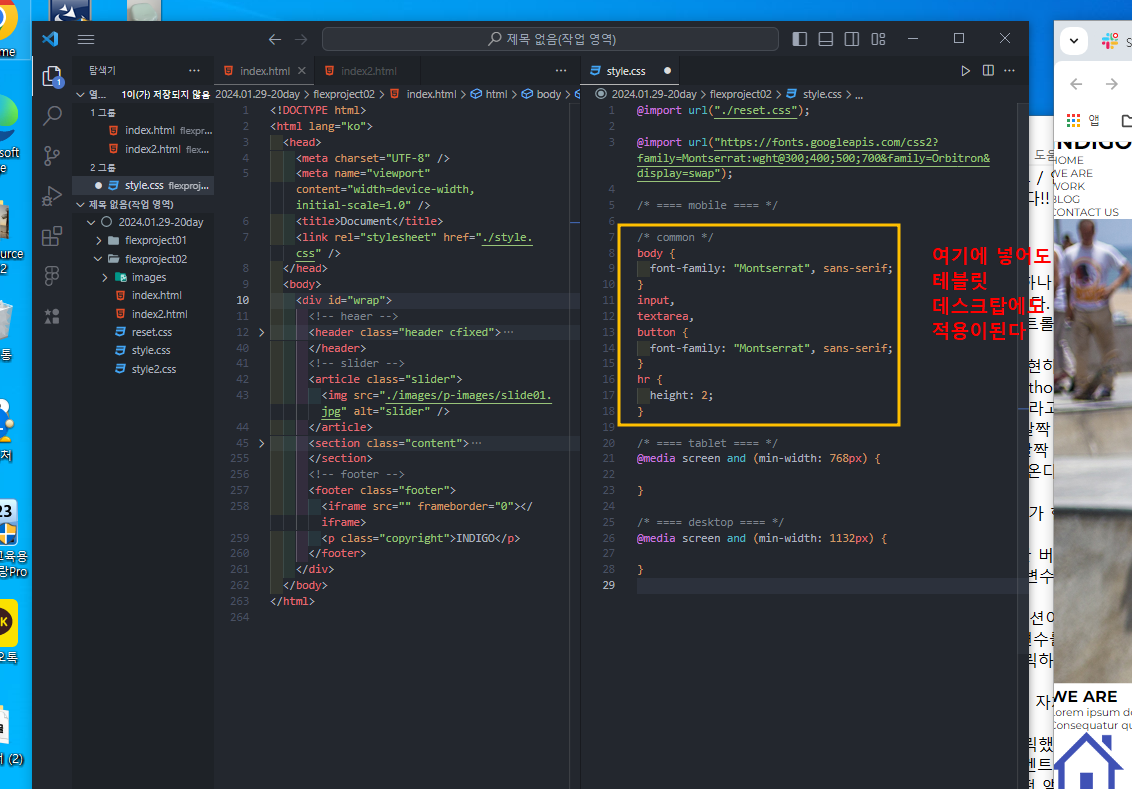 제목 없음(작업 영역)
탐색기
index.html
index2.html
style.css
열... 1이(가) 저장되지 않음
1 그룹
index.html flexpr...
index2.html flex...
2 그룹
style.css flexproj...
제목 없음(작업 영역)
2024.01.29-20day
flexproject01
flexproject02
images
index.html
index2.html
reset.css
style.css
style2.css
2024.01.29-20day > flexproject02 > index.html > html > body >
1 <!DOCTYPE html>
2 <html lang="ko">
3 <head>
4 <meta charset="UTF-8" />
5 <meta name="viewport"
content="width=device-width,
initial-scale=1.0" />
6 <title>Document</title>
7 <link rel="stylesheet" href="./style.
css" />
8 </head>
9 <body>
10 <div id="wrap">
11 <!-- heaer -->
12 <header class="header cfixed">…
40 </header>
41 <!-- slider -->
42 <article class="slider">
43 <img src="./images/p-images/slide01.
jpg" alt="slider" />
44 </article>
45 <section class="content">…
255 </section>
256 <!-- footer -->
257 <footer class="footer">
258 <iframe src="" frameborder="0"></
iframe>
259 <p class="copyright">INDIGO</p>
260 </footer>
261 </div>
262 </body>
263 </html>
264
2024.01.29-20day > flexproject02 > style.css > ...
1 @import url("./reset.css");
2
3 @import url("https://fonts.googleapis.com/css2?
family=Montserrat:wght@300;400;500;700&family=Orbitron&
display=swap");
4
5 /* ==== mobile ==== */
6
7 /* common */
8 body {
9 font-family: "Montserrat", sans-serif;
10 }
11 input,
12 textarea,
13 button {
14 font-family: "Montserrat", sans-serif;
15 }
16 hr {
17 height: 2;
18 }
19
20 /* ==== tablet ==== */
21 @media screen and (min-width: 768px) {
22
23 }
24
25 /* ==== desktop ==== */
26 @media screen and (min-width: 1132px) {
27
28 }
29
여기에 넣어도
테블릿
데스크탑에도
적용이된다
앱
HOME
WE ARE
WORK
BLOG
CONTACT US
WE ARE